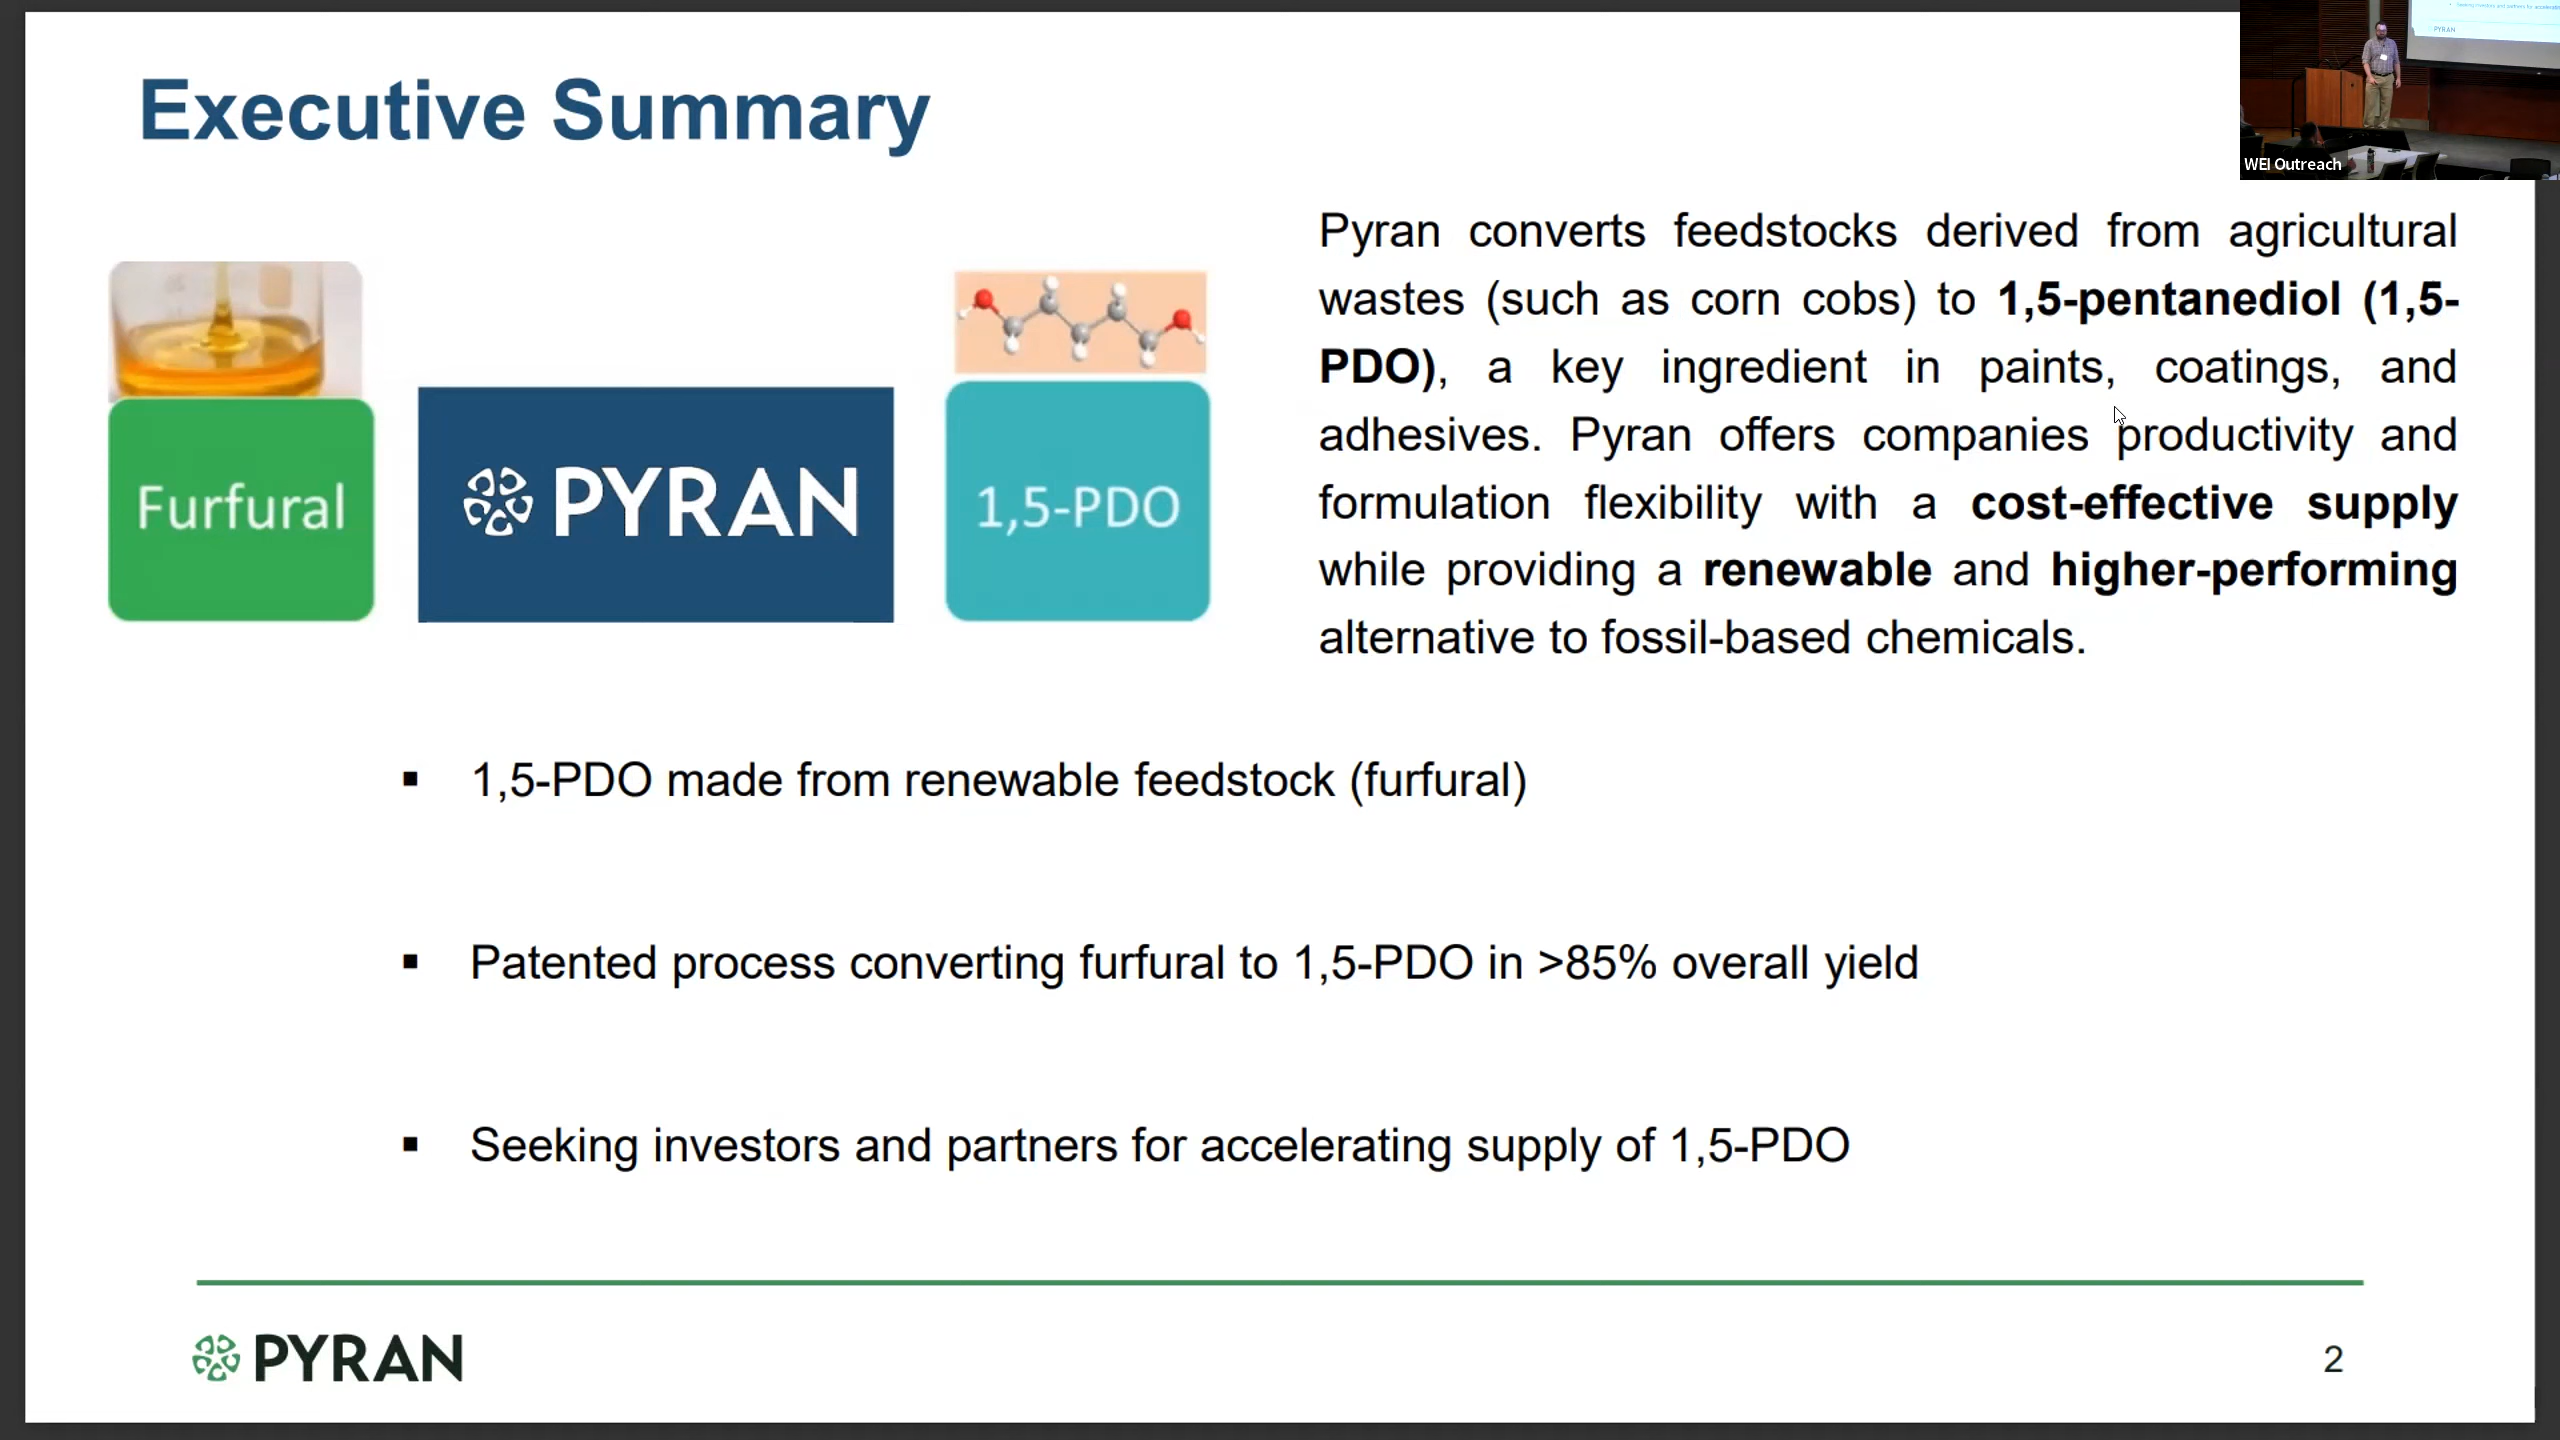 Executive Summary
WEI Outreach
PYRAN
Pyran converts feedstocks derived from agricultural
wastes (such as corn cobs) to 1,5-pentanediol (1,5-
PDO), a key ingredient in paints, coatings, and
adhesives. Pyran offers companies productivity and
formulation flexibility with a cost-effective supply
while providing a renewable and higher-performing
alternative to fossil-based chemicals.
Furfural
PYRAN
1,5-PDO
▪ 1,5-PDO made from renewable feedstock (furfural)
▪ Patented process converting furfural to 1,5-PDO in >85% overall yield
▪ Seeking investors and partners for accelerating supply of 1,5-PDO
PYRAN
2